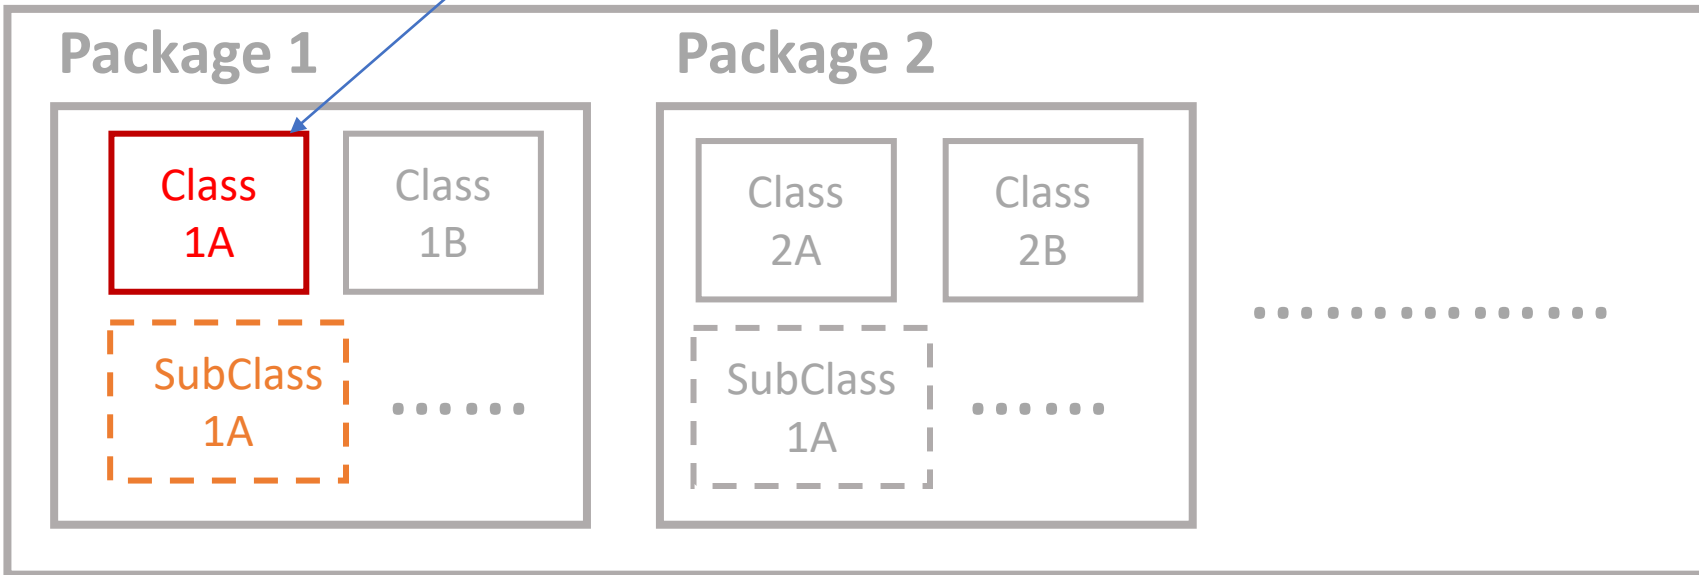 Package 1
Package 2
Class
1A
Class
1B
Class
2A
Class
2B
SubClass
1A
......
SubClass
1A
......
...............